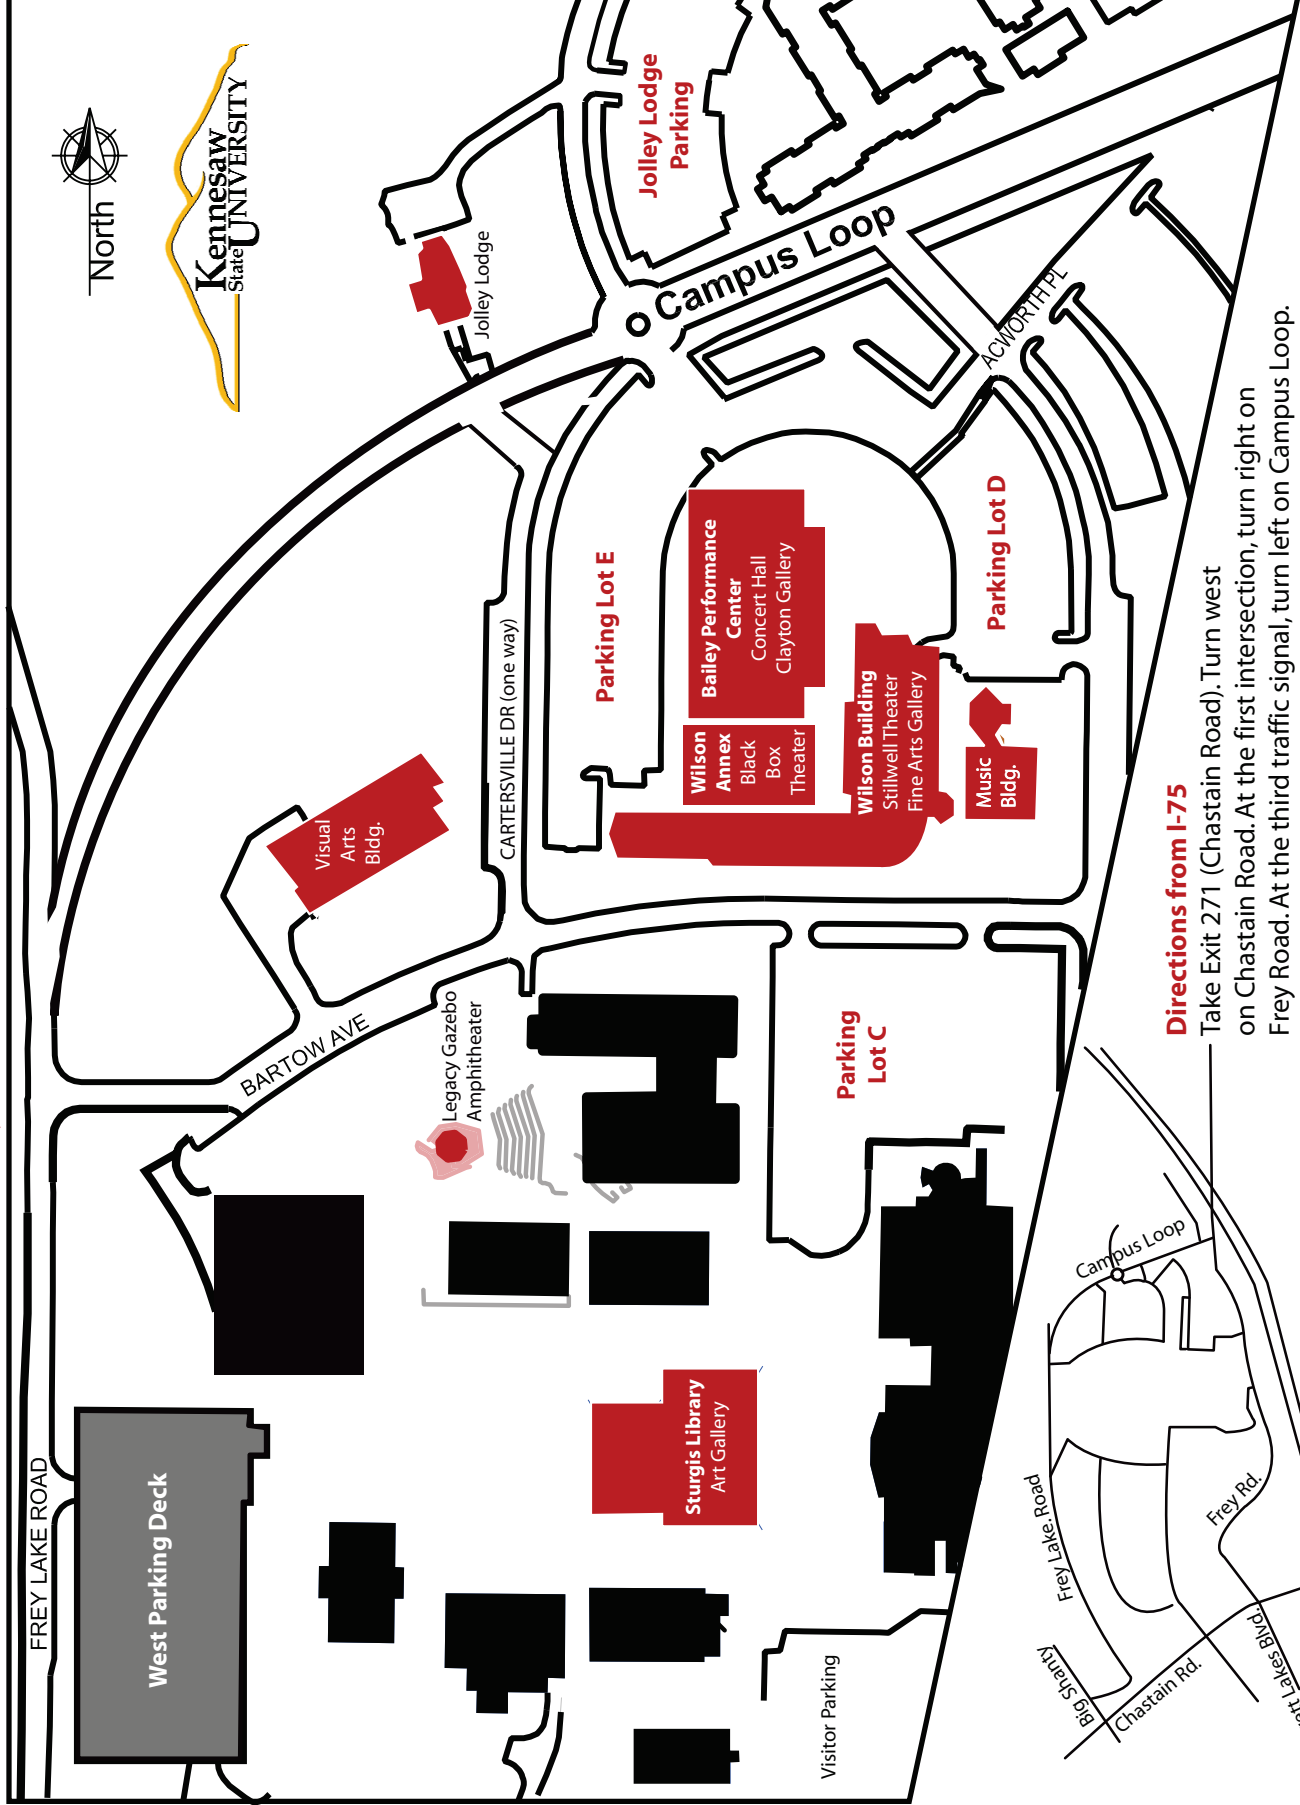 North
Kennesaw
State UNIVERSITY
Jolley Lodge
Jolley Lodge
Parking
Campus Loop
ACWORTH PL
Parking Lot E
Parking Lot D
Bailey Performance
Center
Concert Hall
Clayton Gallery
Wilson
Annex
Black
Box
Theater
Wilson Building
Stillwell Theater
Fine Arts Gallery
Music
Bldg.
CARTERSVILLE DR (one way)
Visual
Arts
Bldg.
BARTOW AVE
Legacy Gazebo
Amphitheater
Parking
Lot C
FREY LAKE ROAD
West Parking Deck
Sturgis Library
Art Gallery
Visitor Parking
Directions from I-75
Take Exit 271 (Chastain Road). Turn west
on Chastain Road. At the first intersection, turn right on
Frey Road. At the third traffic signal, turn left on Campus Loop.
Campus Loop
Frey Lake. Road
Frey Rd.
Big Shanty
Chastain Rd.
Lakes Blvd.